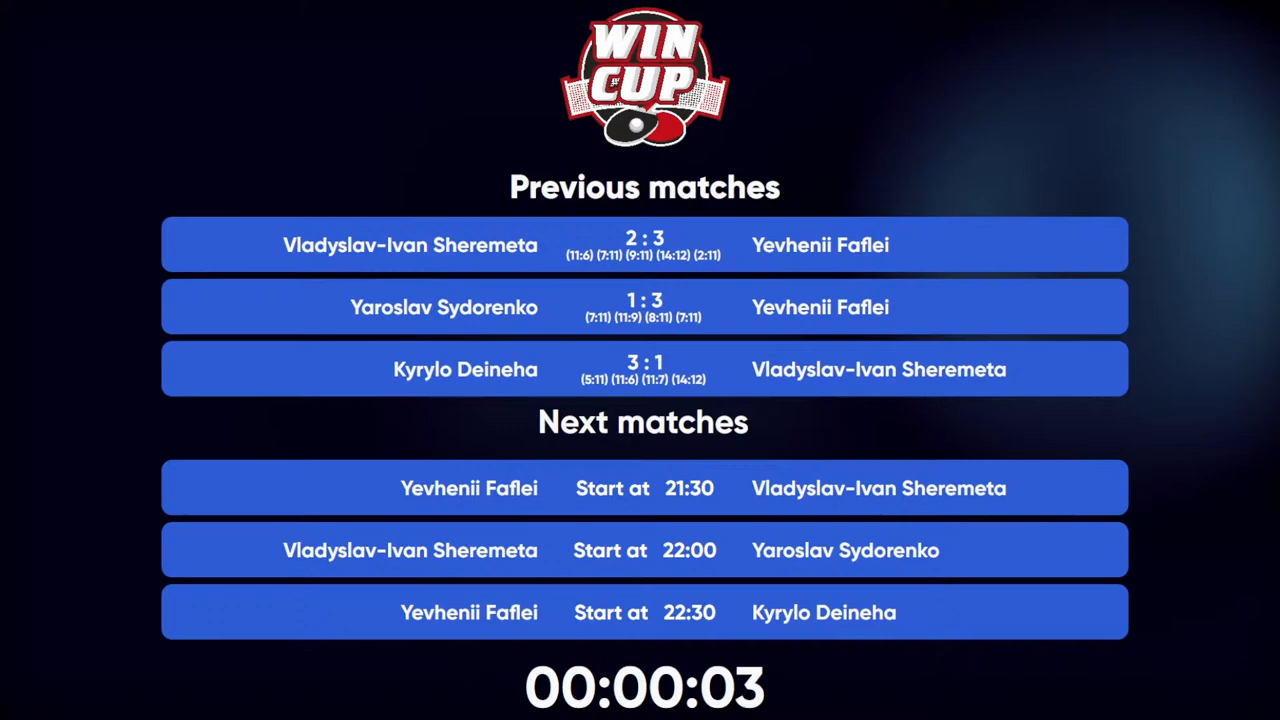 WIN
CUP
Previous matches
Vladyslav-Ivan Sheremeta 2 : 3 Yevhenii Faflei
(11:6) (7:11) (9:11) (14:12) (2:11)
Yaroslav Sydorenko 1 : 3 Yevhenii Faflei
(7:11) (11:9) (8:11) (7:11)
Kyrylo Deineha 3 : 1 Vladyslav-Ivan Sheremeta
(5:11) (11:6) (11:7) (14:12)
Next matches
Yevhenii Faflei Start at 21:30 Vladyslav-Ivan Sheremeta
Vladyslav-Ivan Sheremeta Start at 22:00 Yaroslav Sydorenko
Yevhenii Faflei Start at 22:30 Kyrylo Deineha
00:00:03